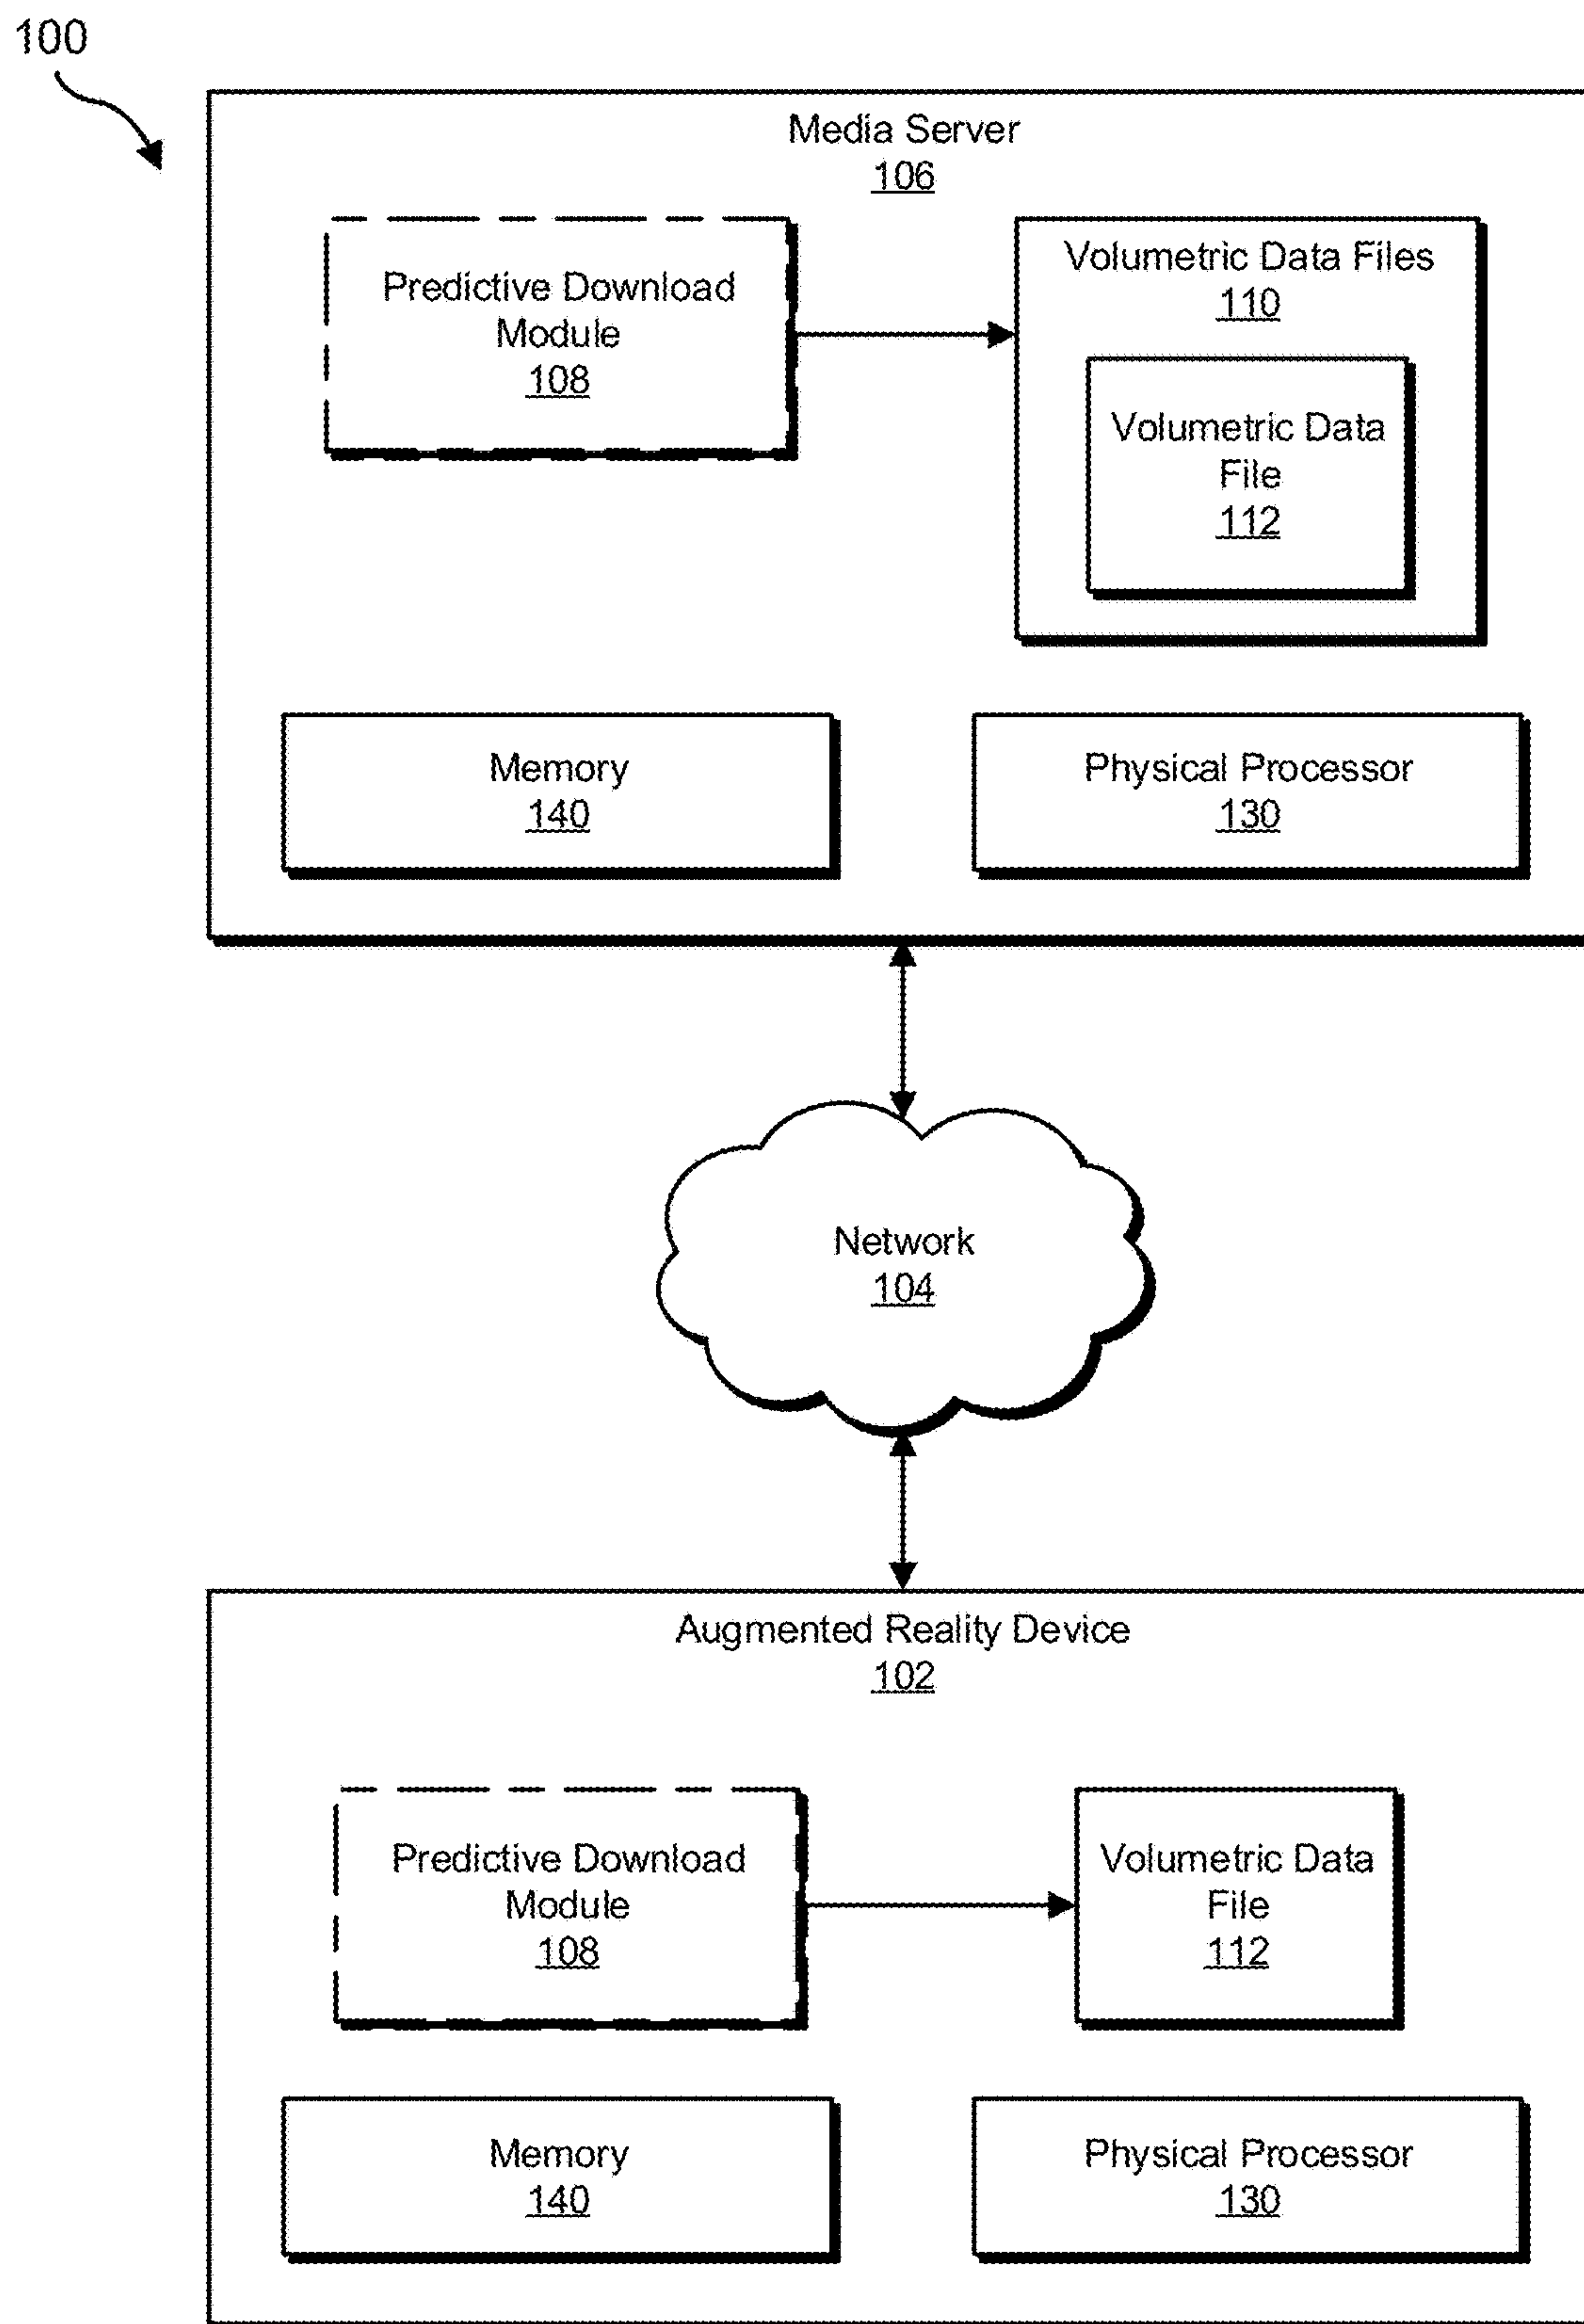 100
Media Server
106
Predictive Download
Module
108
Volumetric Data Files
110
Volumetric Data
File
112
Memory
140
Physical Processor
130
Network
104
Augmented Reality Device
102
Predictive Download
Module
108
Volumetric Data
File
112
Memory
140
Physical Processor
130